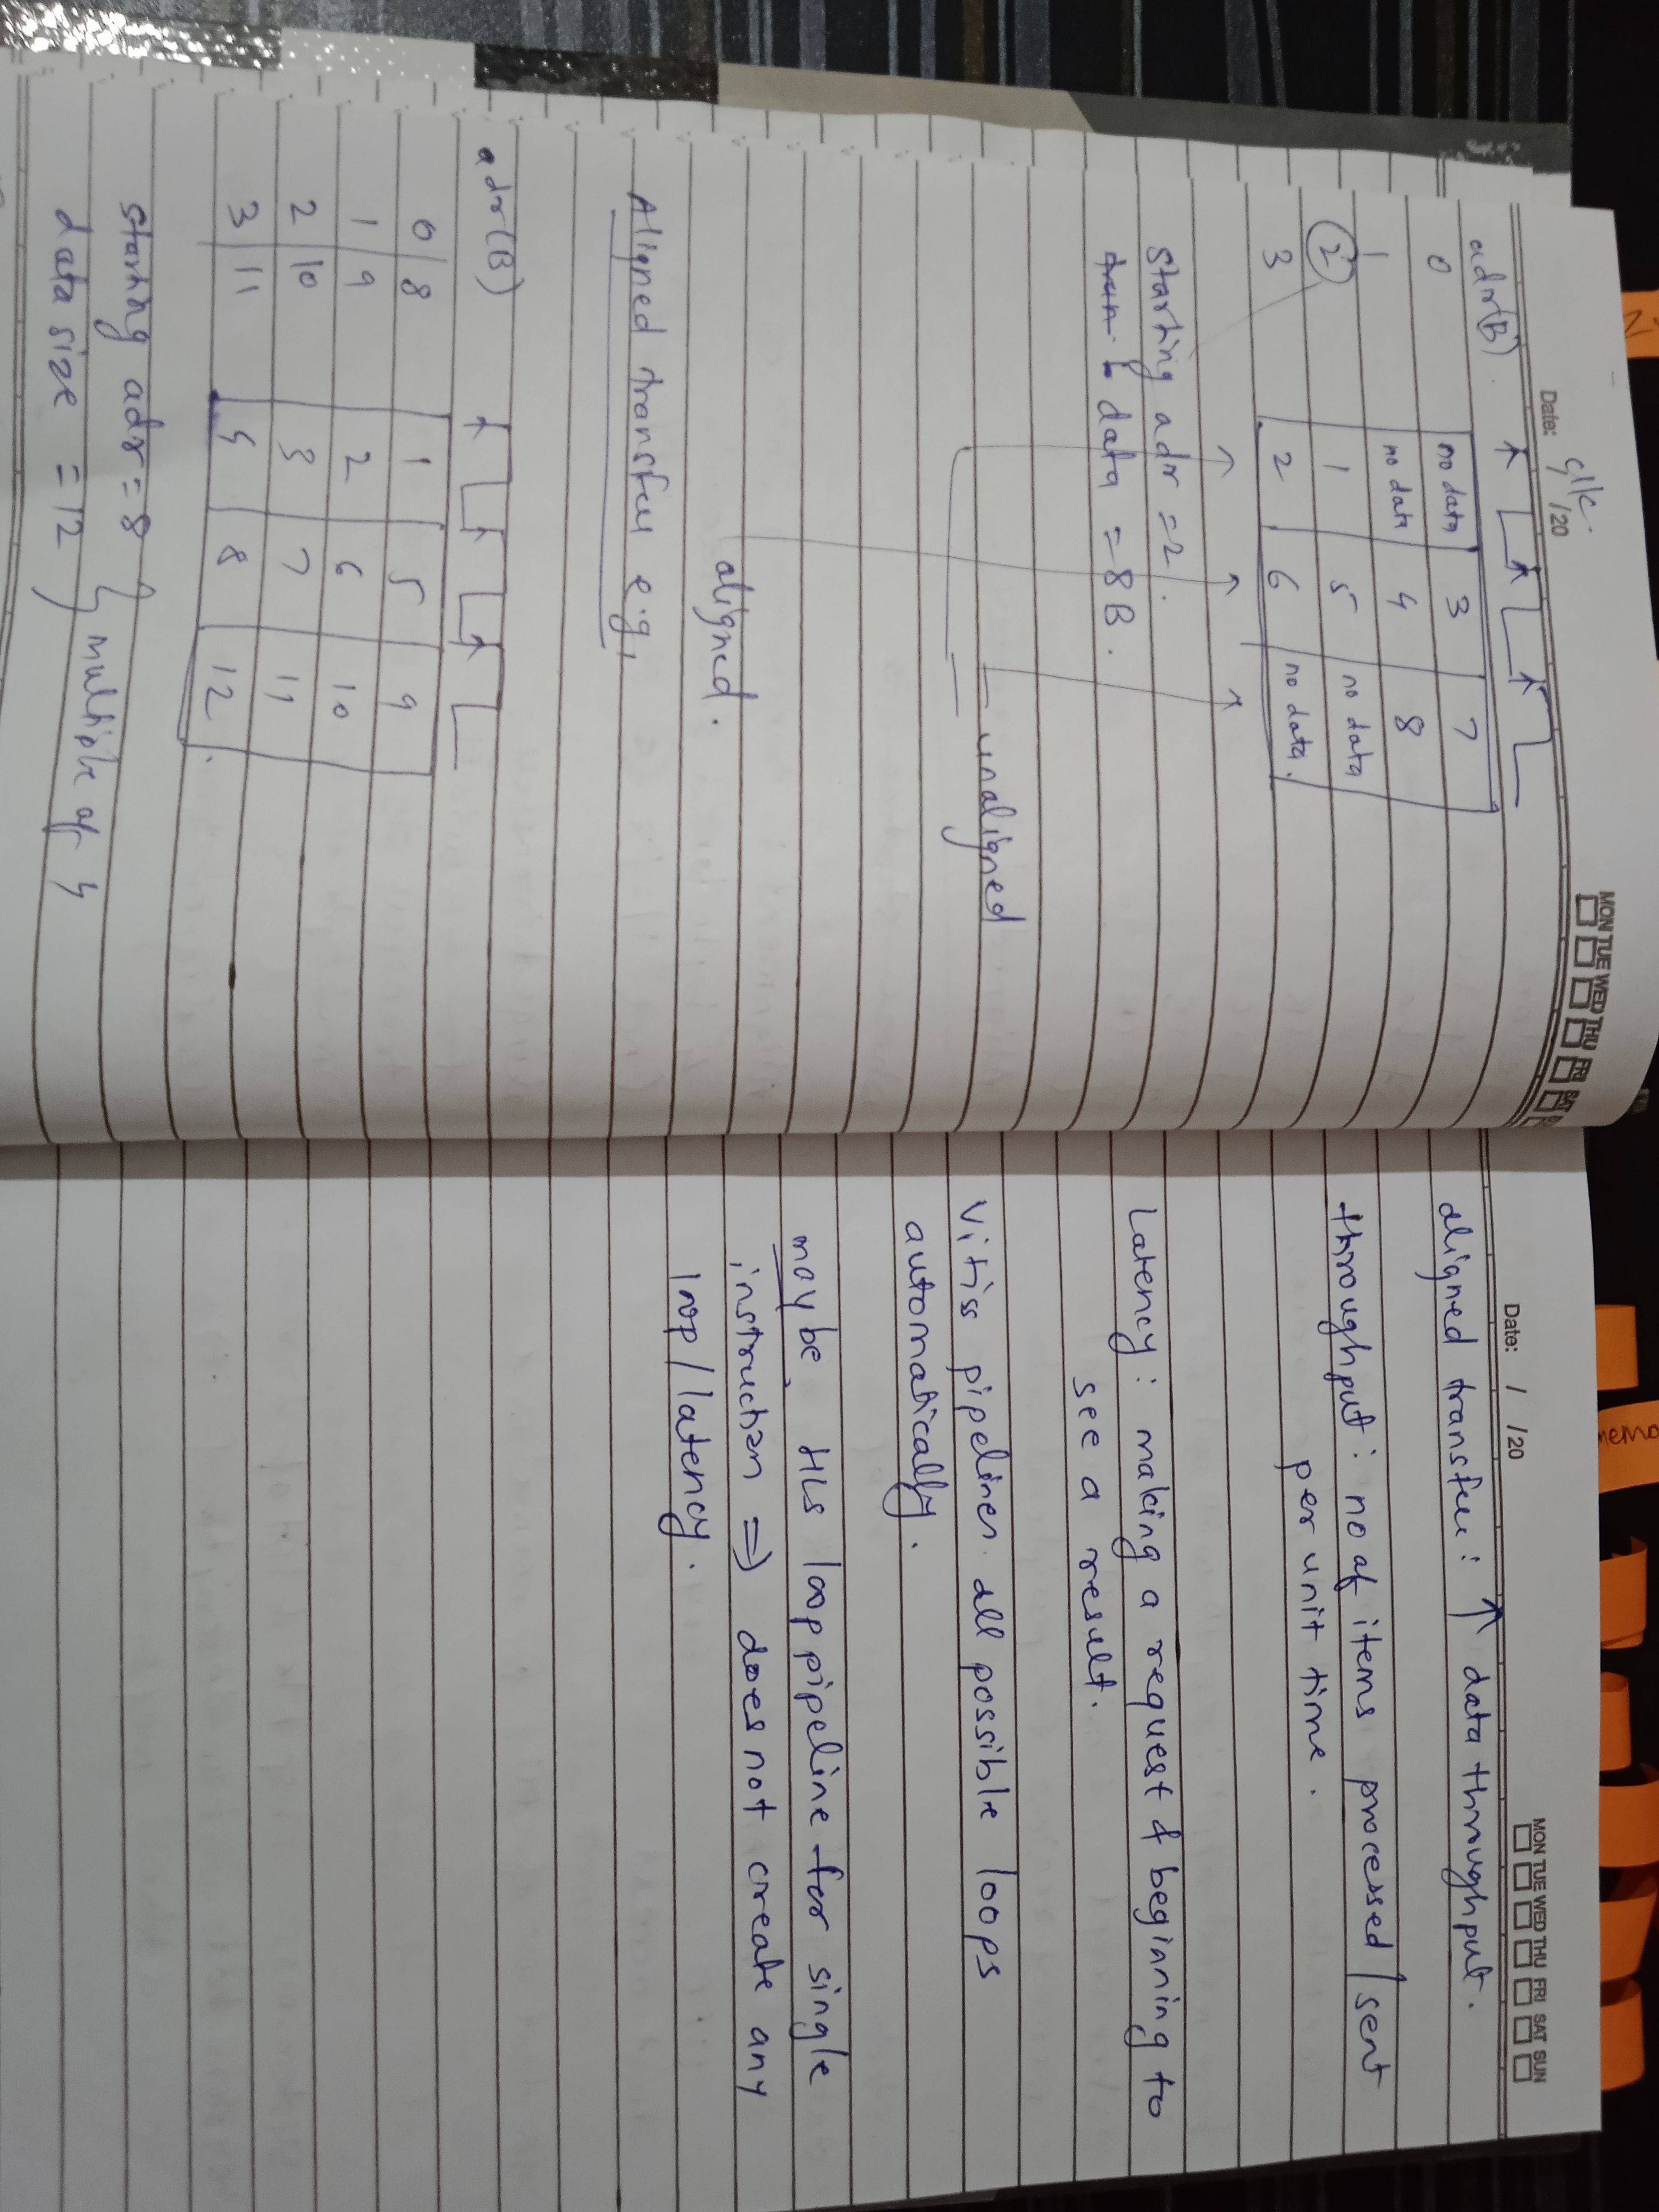 Date: /20
clk
MON TUE WED THU FRI SAT
adr(B)
0 no data 3 7
1 no data 4 8
2 1 5 no data
3 2 6 no data.
starting adr = 2.
data = 8B.
unaligned
aligned.
Aligned transfer e.g,
adr(B)
0 8 1 5 9
1 9 2 6 10
2 10 3 7 11
3 11 4 8 12.
starting adr = 8
data size = 12
multiple of 4
Date: / /20
MON TUE WED THU FRI SAT SUN
aligned transfer: ↑ data throughput.
throughput: no of items processed/sent
per unit time.
Latency: making a request & beginning to
see a result.
Vitiss pipelines all possible loops
automatically.
may be, HLS loop pipeline for single
instruction => does not create any
loop/latency.